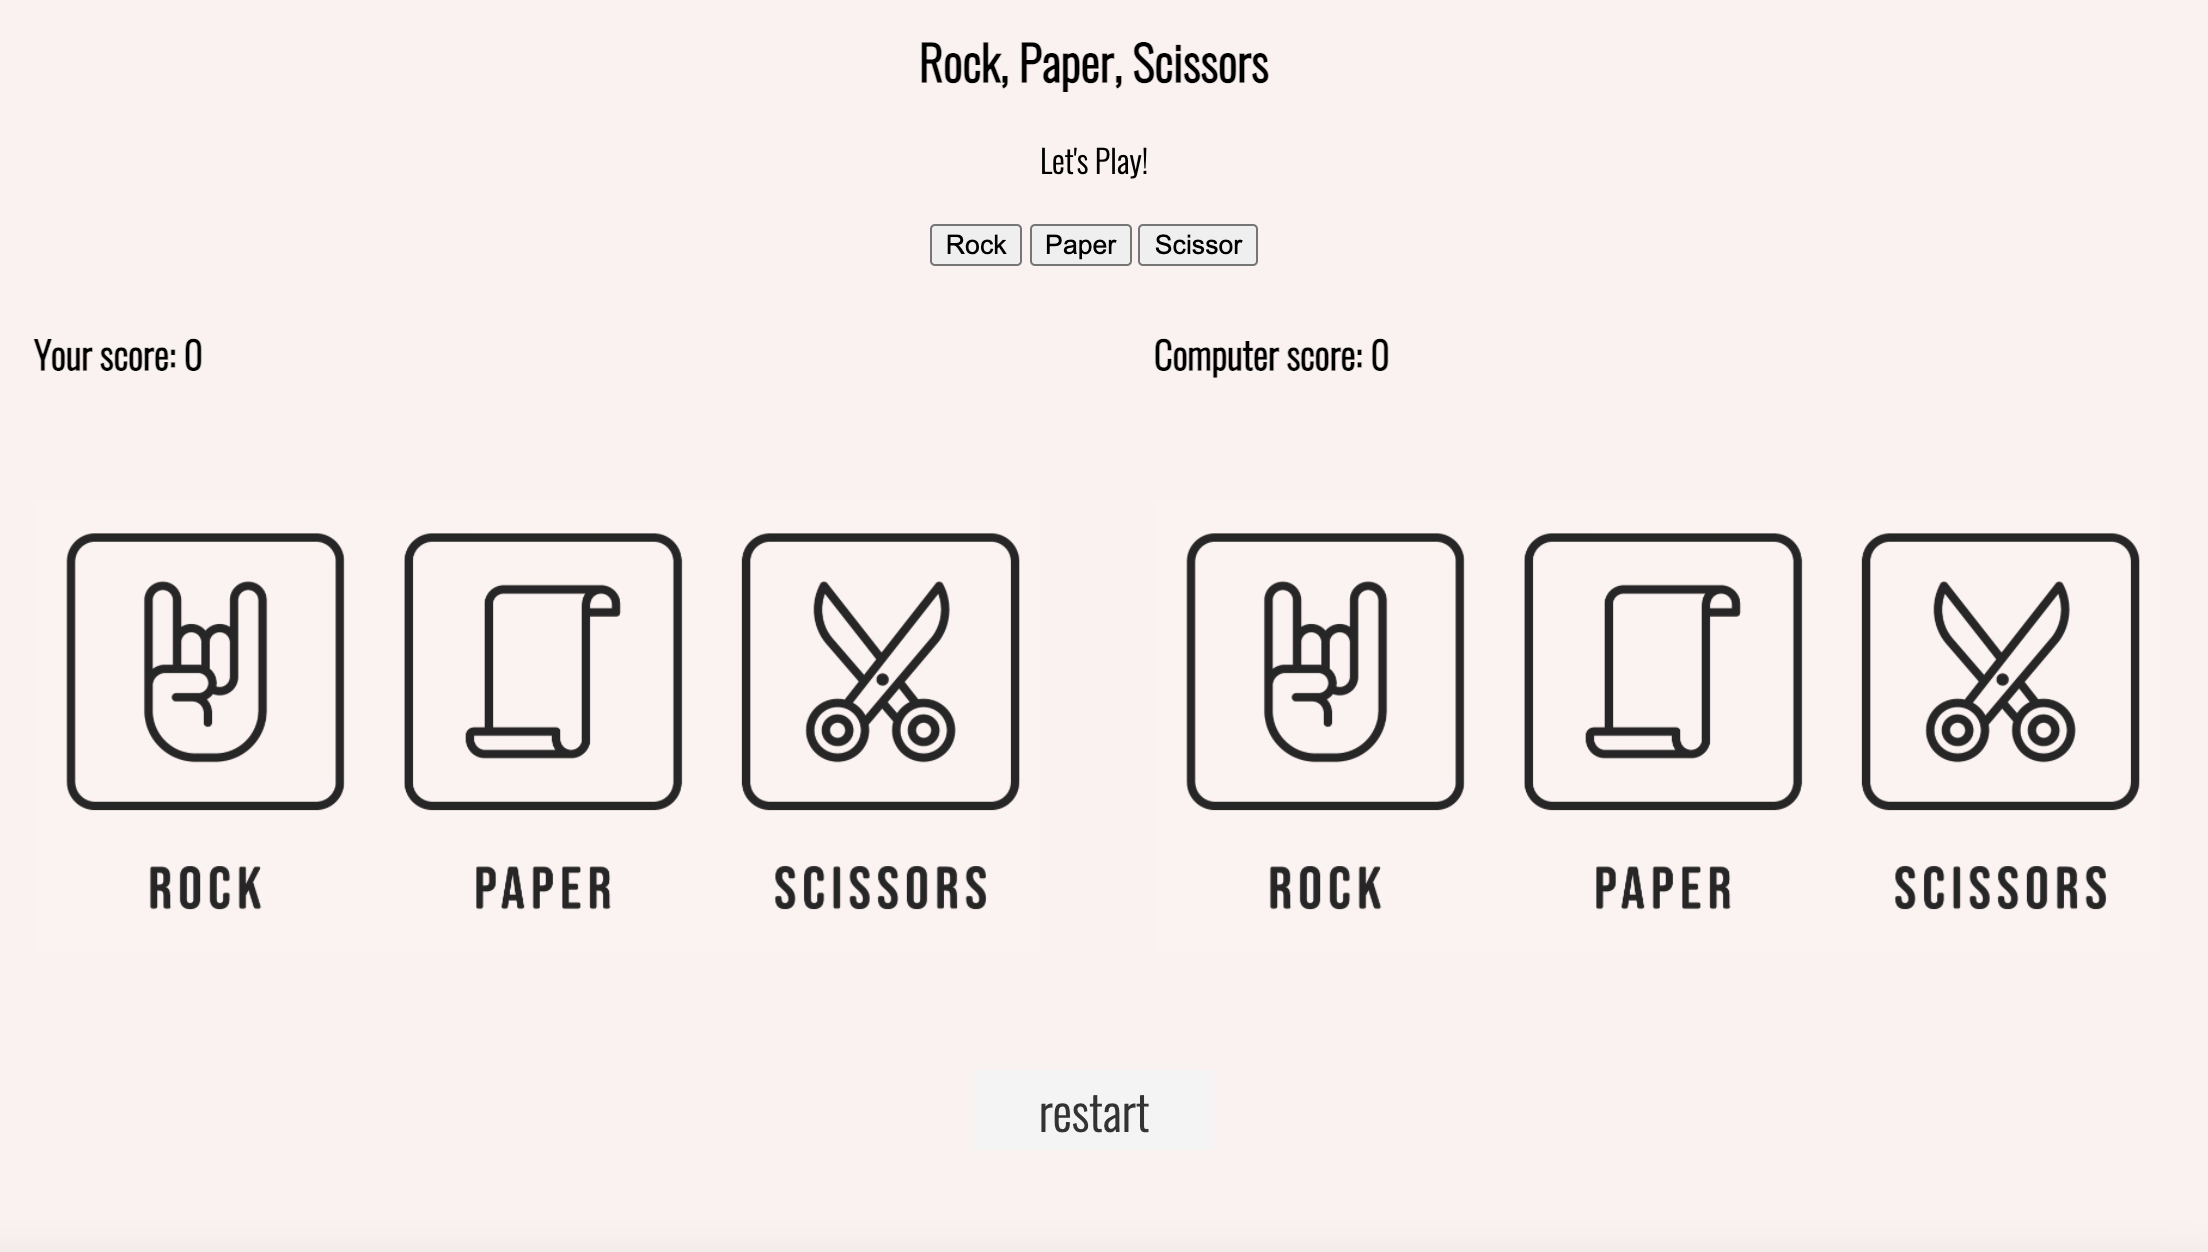 Rock, Paper, Scissors
Let's Play!
Rock Paper Scissor
Your score: 0 Computer score: 0
ROCK PAPER SCISSORS ROCK PAPER SCISSORS
restart